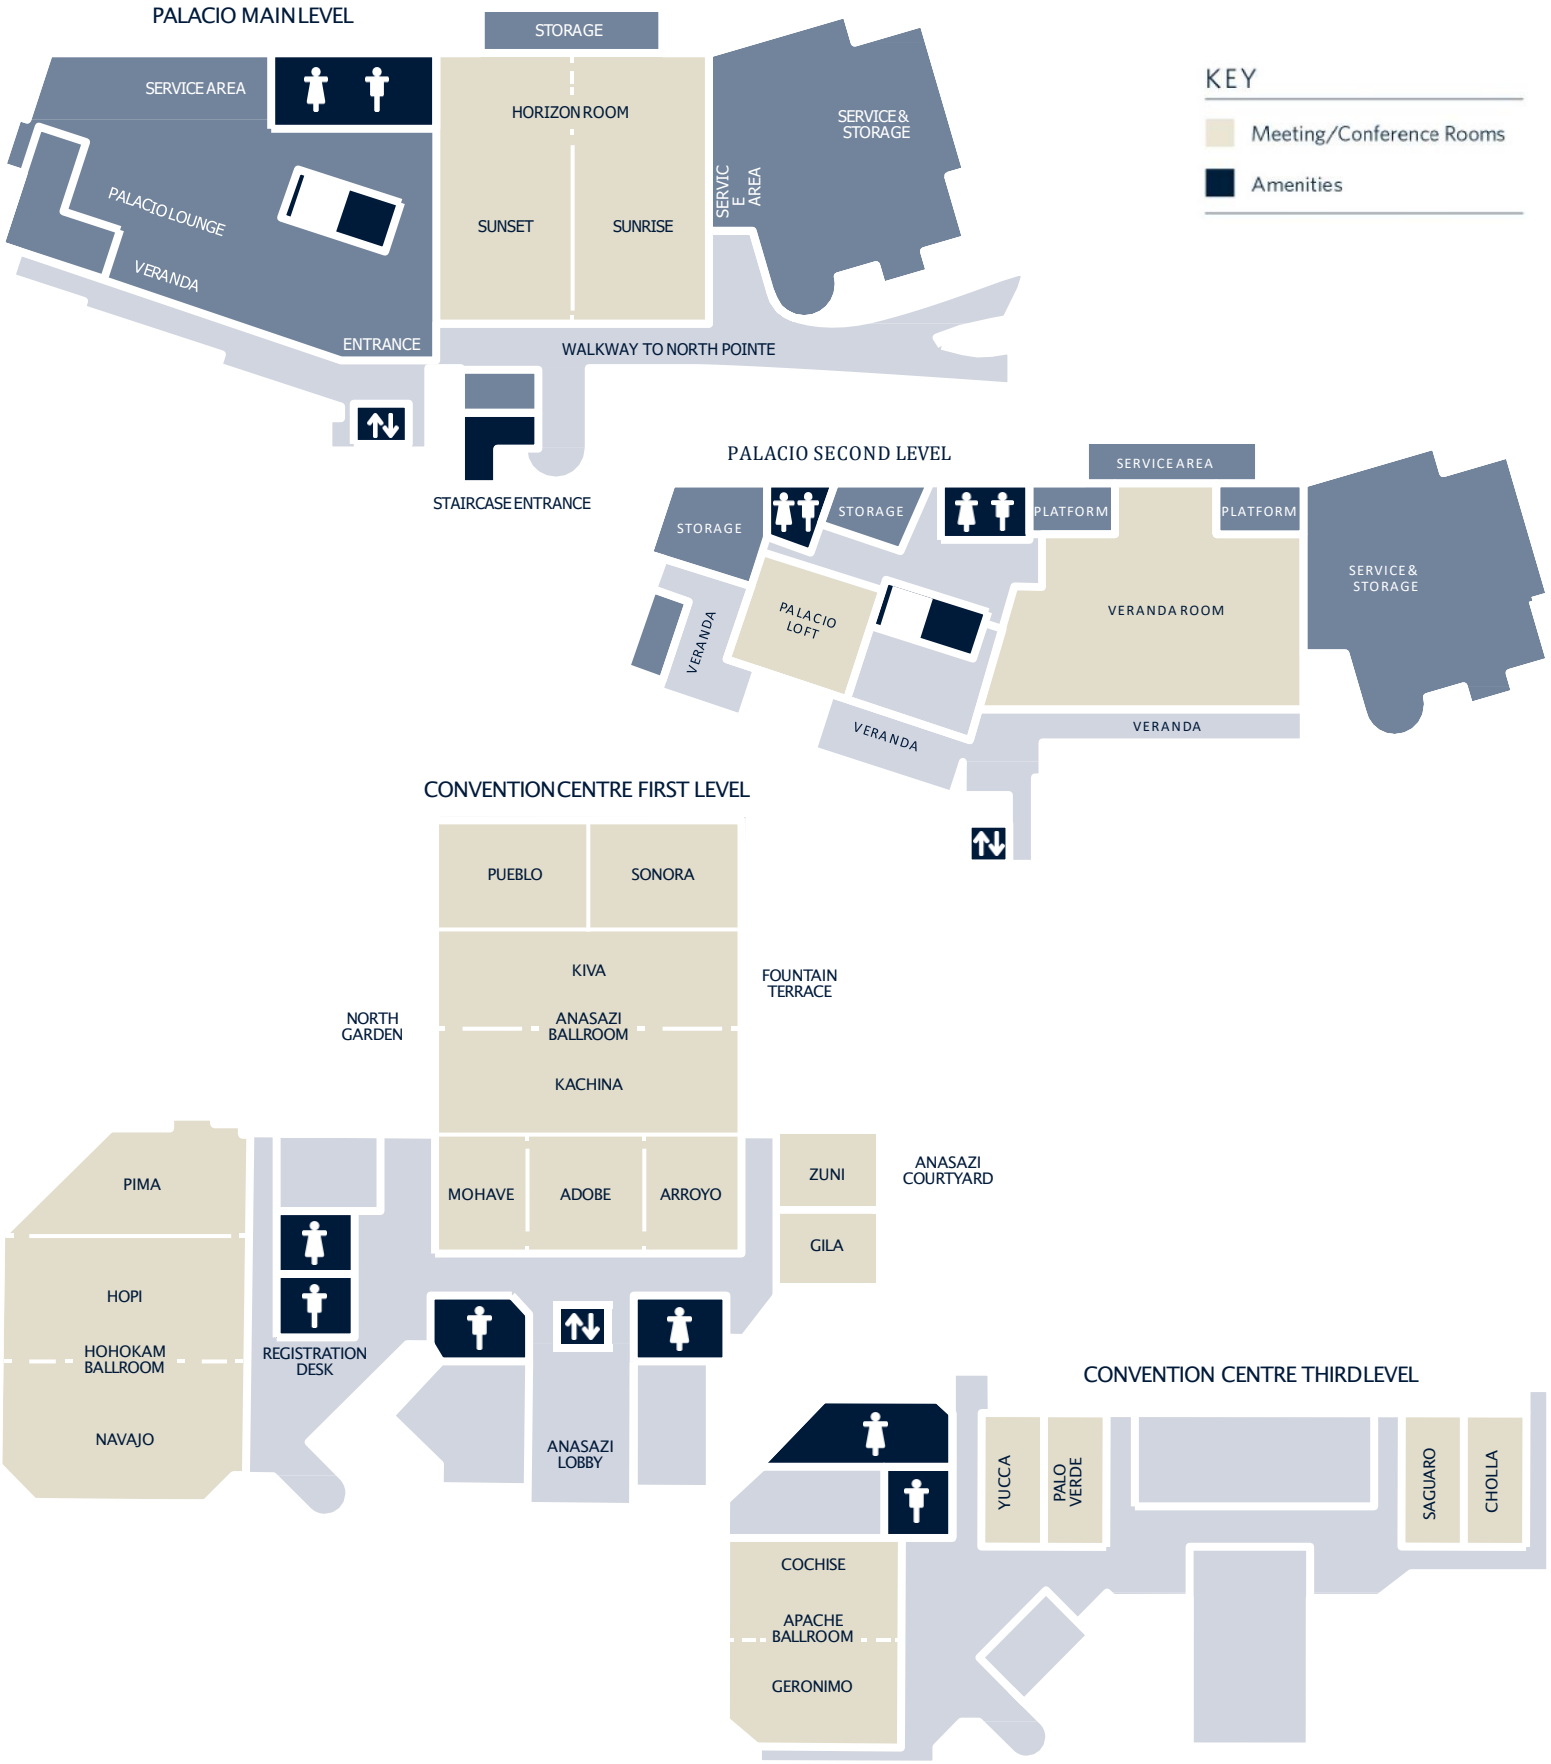 PALACIO MAIN LEVEL
STORAGE
SERVICE AREA
HORIZON ROOM
SERVICE &
STORAGE
SERVIC
E
AREA
PALACIO LOUNGE
SUNSET
SUNRISE
VERANDA
ENTRANCE
WALKWAY TO NORTH POINTE
STAIRCASE ENTRANCE
KEY
Meeting/Conference Rooms
Amenities
PALACIO SECOND LEVEL
SERVICE AREA
STORAGE
STORAGE
PLATFORM
PLATFORM
SERVICE &
STORAGE
PALACIO
LOFT
VERANDA ROOM
VERANDA
VERANDA
VERANDA
CONVENTION CENTRE FIRST LEVEL
PUEBLO
SONORA
KIVA
FOUNTAIN
TERRACE
NORTH
GARDEN
ANASAZI
BALLROOM
KACHINA
PIMA
MOHAVE
ADOBE
ARROYO
ZUNI
ANASAZI
COURTYARD
GILA
HOPI
HOHOKAM
BALLROOM
REGISTRATION
DESK
NAVAJO
ANASAZI
LOBBY
CONVENTION CENTRE THIRD LEVEL
YUCCA
PALO
VERDE
SAGUARO
CHOLLA
COCHISE
APACHE
BALLROOM
GERONIMO